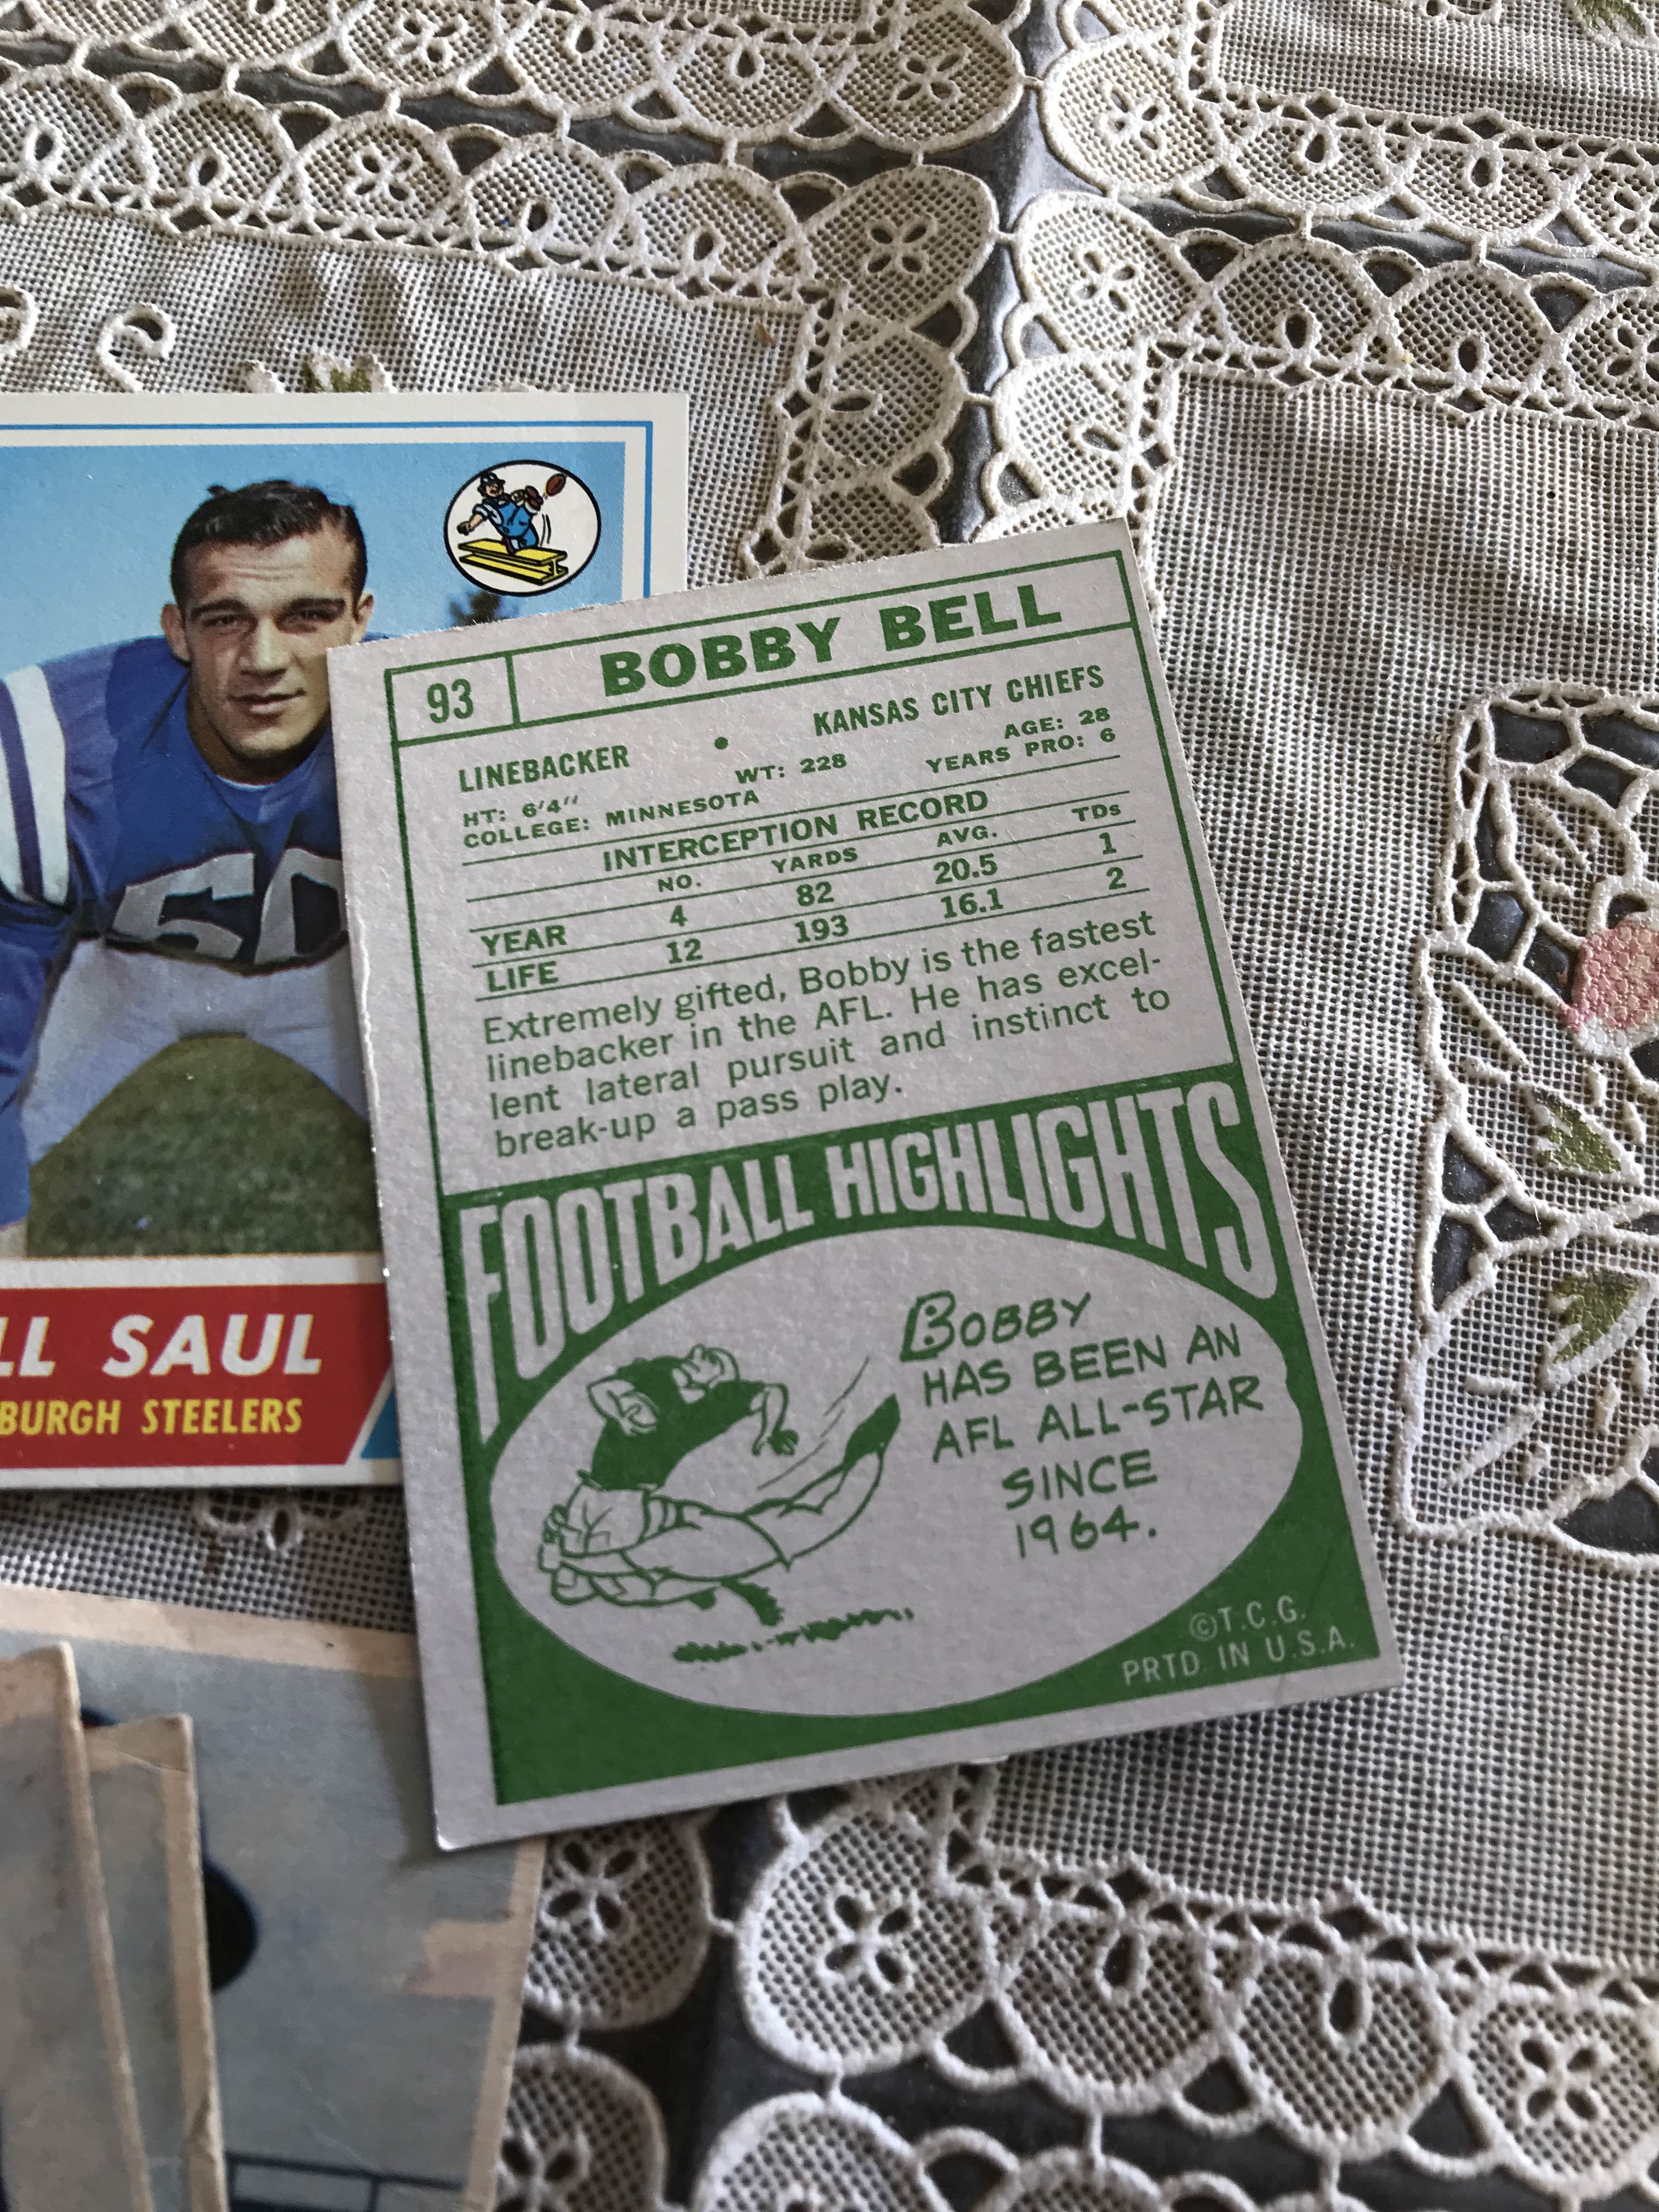 50
LL SAUL
BURGH STEELERS
93
BOBBY BELL
LINEBACKER • KANSAS CITY CHIEFS
HT: 6'4" WT: 228 AGE: 28
COLLEGE: MINNESOTA YEARS PRO: 6
INTERCEPTION RECORD
NO. YARDS AVG. TDs
YEAR 4 82 20.5 1
LIFE 12 193 16.1 2
Extremely gifted, Bobby is the fastest
linebacker in the AFL. He has excel-
lent lateral pursuit and instinct to
break-up a pass play.
FOOTBALL HIGHLIGHTS
BOBBY
HAS BEEN AN
AFL ALL-STAR
SINCE
1964.
©T.C.G.
PRTD. IN U.S.A.